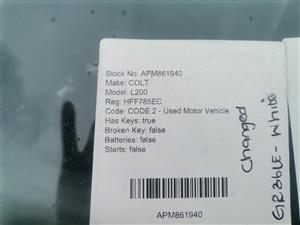 Stock No: APM861940
Make: COLT
Model: L200
Reg: HFF785EC
Code: CODE 2 - Used Motor Vehicle
Has Keys: true
Broken Key: false
Batteries: false
Starts: false
APM861940
Changed
White